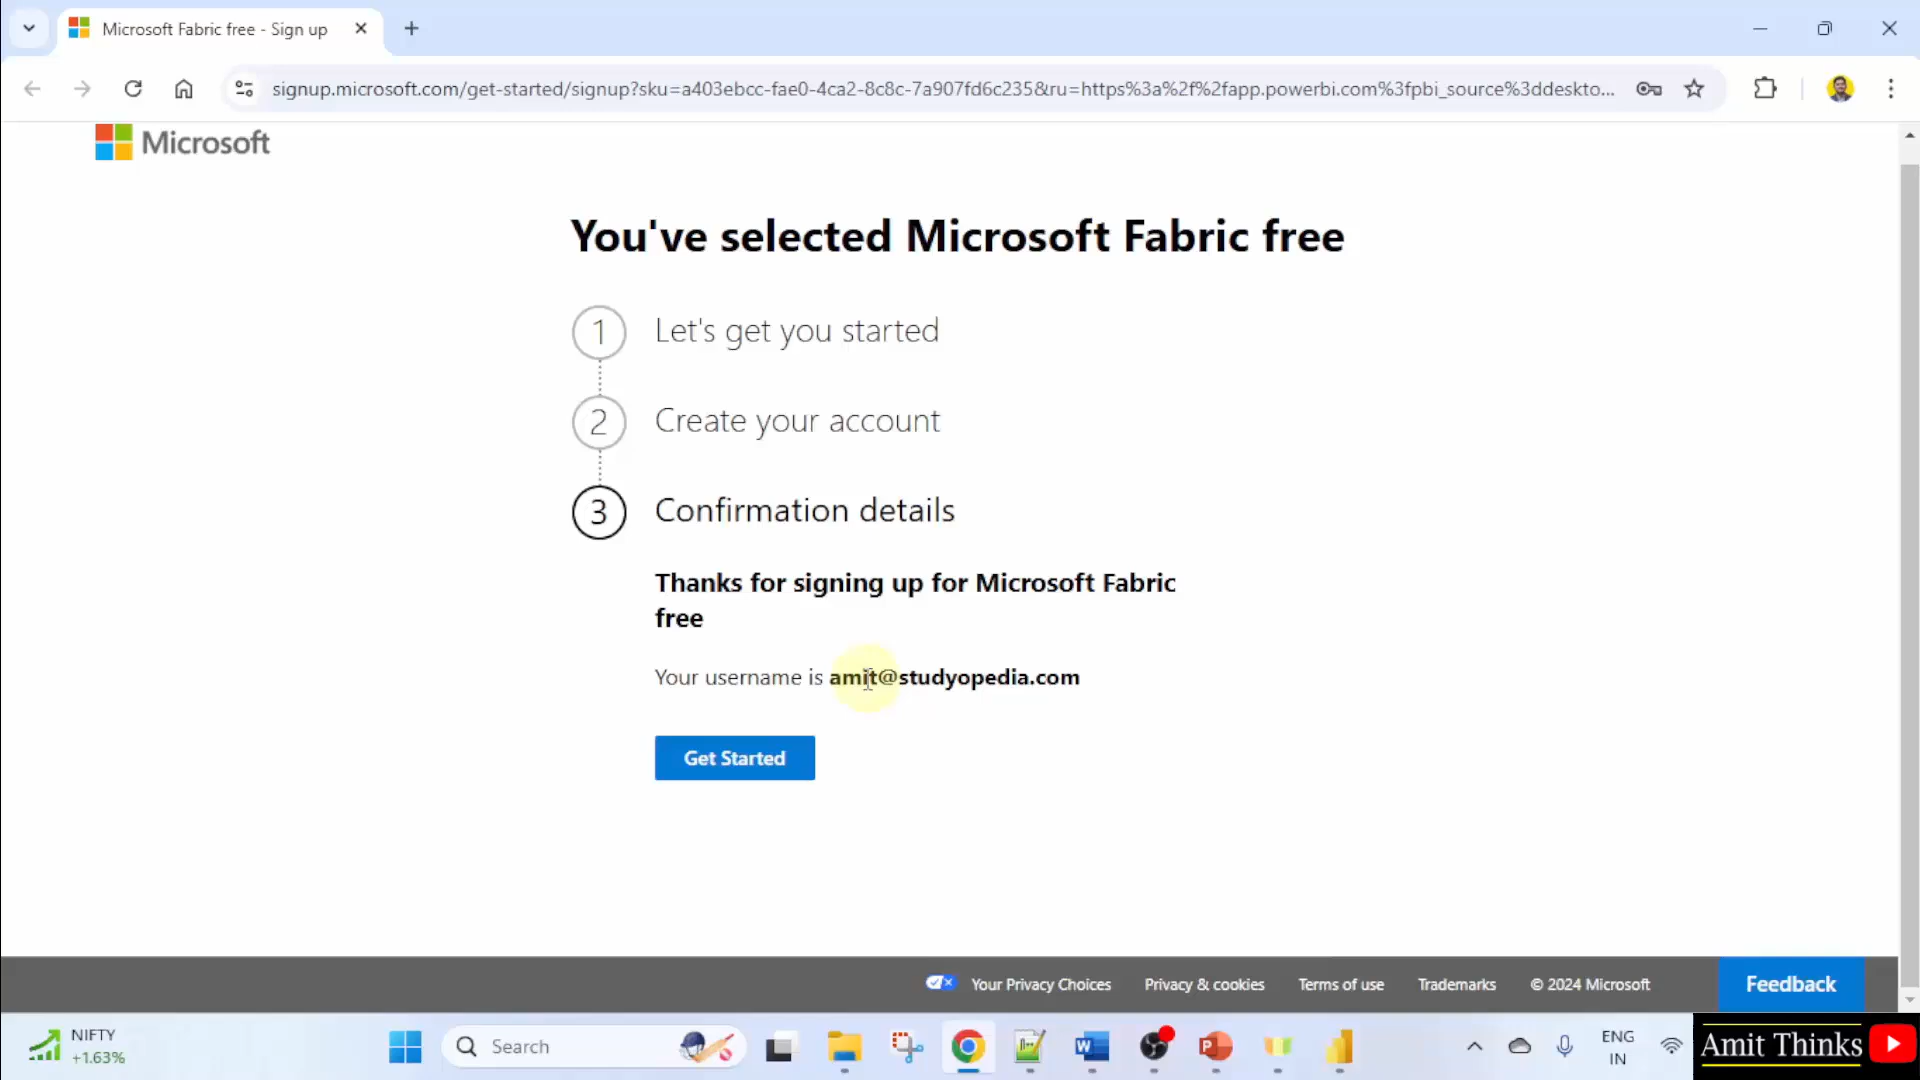 Microsoft Fabric free - Sign up
signup.microsoft.com/get-started/signup?sku=a403ebcc-fae0-4ca2-8c8c-7a907fd6c235&ru=https%3a%2f%2fapp.powerbi.com%3fpbi_source%3ddeskto...
Microsoft
You've selected Microsoft Fabric free
1 Let's get you started
2 Create your account
3 Confirmation details
Thanks for signing up for Microsoft Fabric
free
Your username is amit@studyopedia.com
Get Started
Your Privacy Choices Privacy & cookies Terms of use Trademarks © 2024 Microsoft Feedback
NIFTY
+1.63%
Search
ENG
IN
Amit Thinks